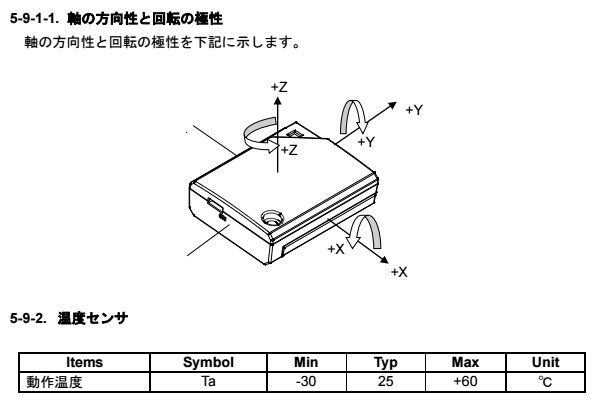 5-9-1-1. 軸の方向性と回転の極性
軸の方向性と回転の極性を下記に示します。
+Z
+Y
+Y
+Z
+X
+X
5-9-2. 温度センサ
Items Symbol Min Typ Max Unit
動作温度 Ta -30 25 +60 ℃